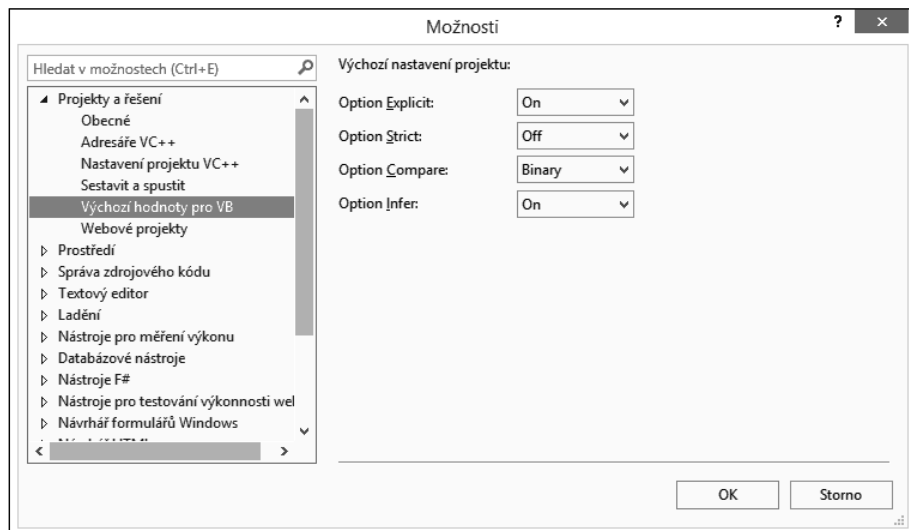 Možnosti
?
Hledat v možnostech (Ctrl+E)
Projekty a řešení
Obecné
Adresáře VC++
Nastavení projektu VC++
Sestavit a spustit
Výchozí hodnoty pro VB
Webové projekty
Prostředí
Správa zdrojového kódu
Textový editor
Ladění
Nástroje pro měření výkonu
Databázové nástroje
Nástroje F#
Nástroje pro testování výkonnosti wel
Návrhář formulářů Windows
Výchozí nastavení projektu:
Option Explicit: On
Option Strict: Off
Option Compare: Binary
Option Infer: On
OK Storno